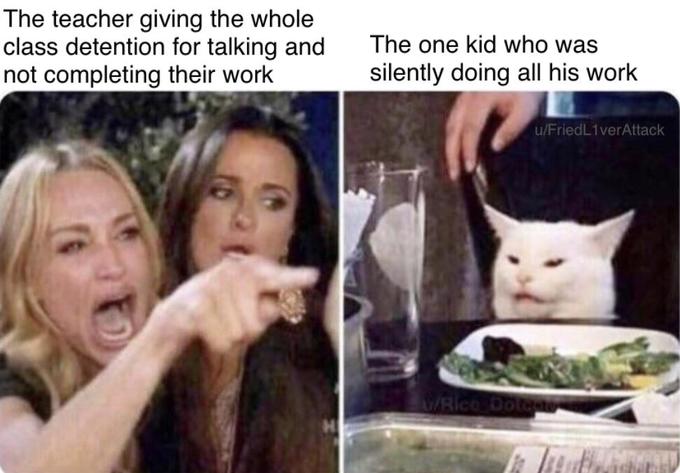 The teacher giving the whole
class detention for talking and
not completing their work
The one kid who was
silently doing all his work
u/FriedL1verAttack